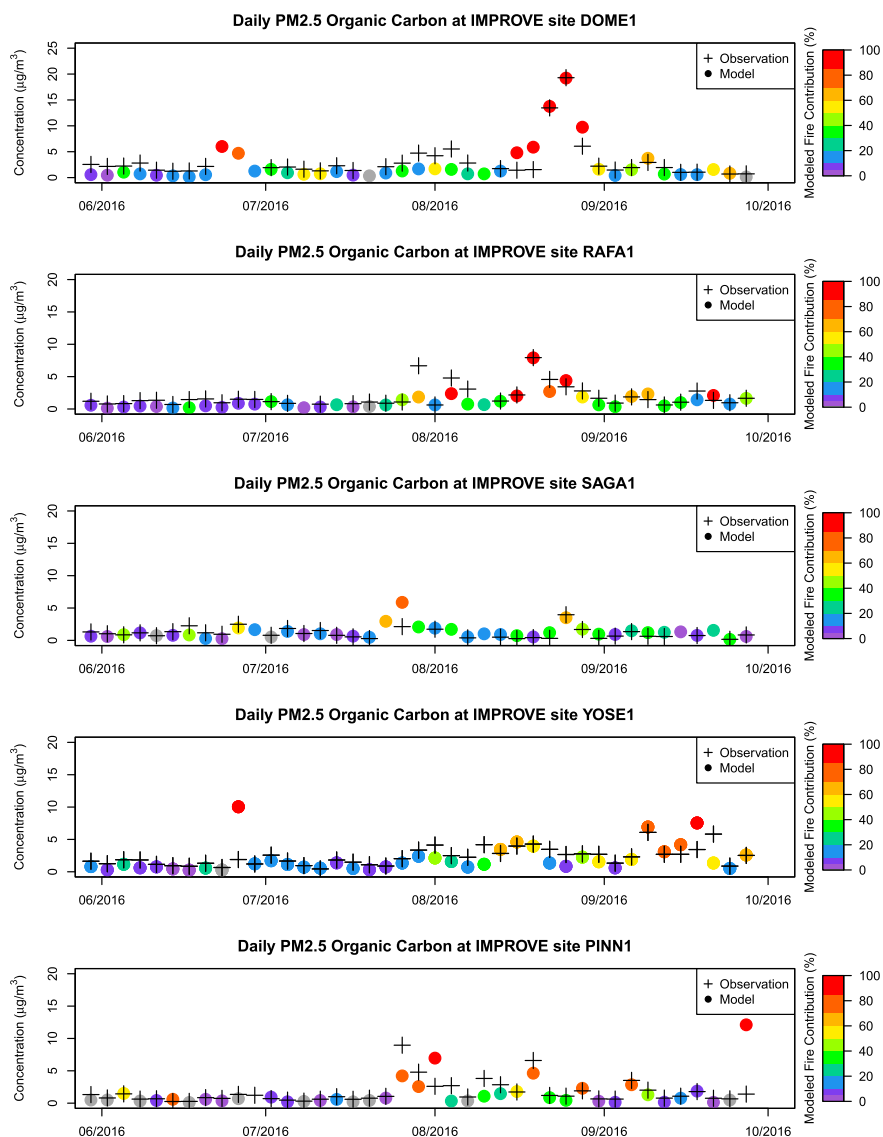 Daily PM2.5 Organic Carbon at IMPROVE site DOME1
Concentration (μg/m³)
25
20
15
10
5
0
06/2016 07/2016 08/2016 09/2016 10/2016
Observation
Model
Modeled Fire Contribution (%)
100
80
60
40
20
0
Daily PM2.5 Organic Carbon at IMPROVE site RAFA1
Concentration (μg/m³)
20
15
10
5
0
06/2016 07/2016 08/2016 09/2016 10/2016
Observation
Model
Modeled Fire Contribution (%)
100
80
60
40
20
0
Daily PM2.5 Organic Carbon at IMPROVE site SAGA1
Concentration (μg/m³)
20
15
10
5
0
06/2016 07/2016 08/2016 09/2016 10/2016
Observation
Model
Modeled Fire Contribution (%)
100
80
60
40
20
0
Daily PM2.5 Organic Carbon at IMPROVE site YOSE1
Concentration (μg/m³)
20
15
10
5
0
06/2016 07/2016 08/2016 09/2016 10/2016
Observation
Model
Modeled Fire Contribution (%)
100
80
60
40
20
0
Daily PM2.5 Organic Carbon at IMPROVE site PINN1
Concentration (μg/m³)
20
15
10
5
0
06/2016 07/2016 08/2016 09/2016 10/2016
Observation
Model
Modeled Fire Contribution (%)
100
80
60
40
20
0